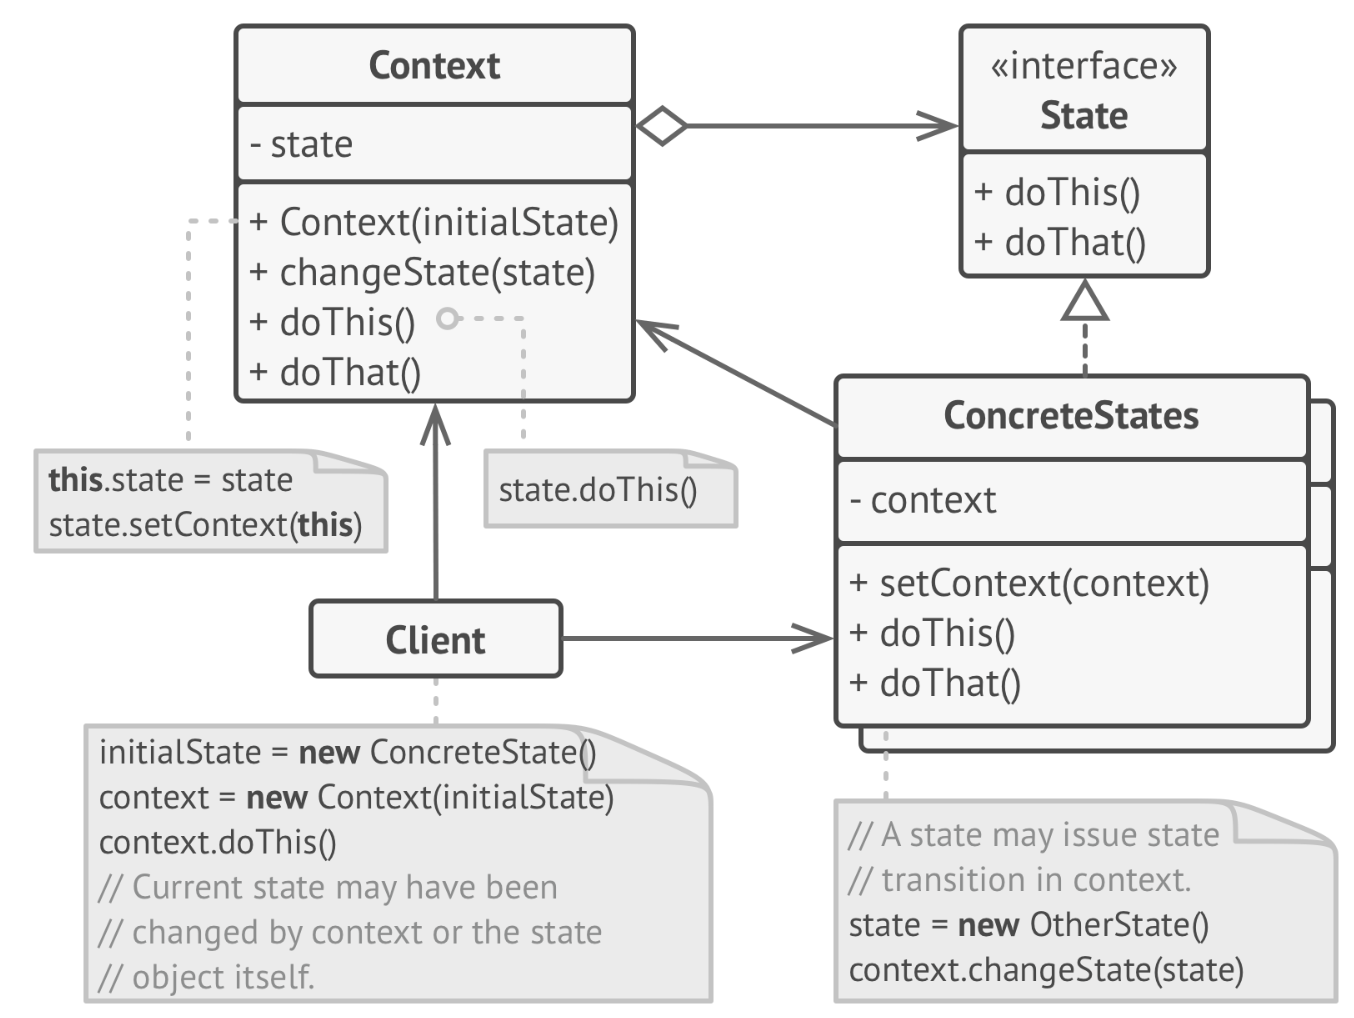 Context
- state
+ Context(initialState)
+ changeState(state)
+ doThis()
+ doThat()
«interface»
State
+ doThis()
+ doThat()
this.state = state
state.setContext(this)
state.doThis()
ConcreteStates
- context
+ setContext(context)
+ doThis()
+ doThat()
Client
initialState = new ConcreteState()
context = new Context(initialState)
context.doThis()
// Current state may have been
// changed by context or the state
// object itself.
// A state may issue state
// transition in context.
state = new OtherState()
context.changeState(state)